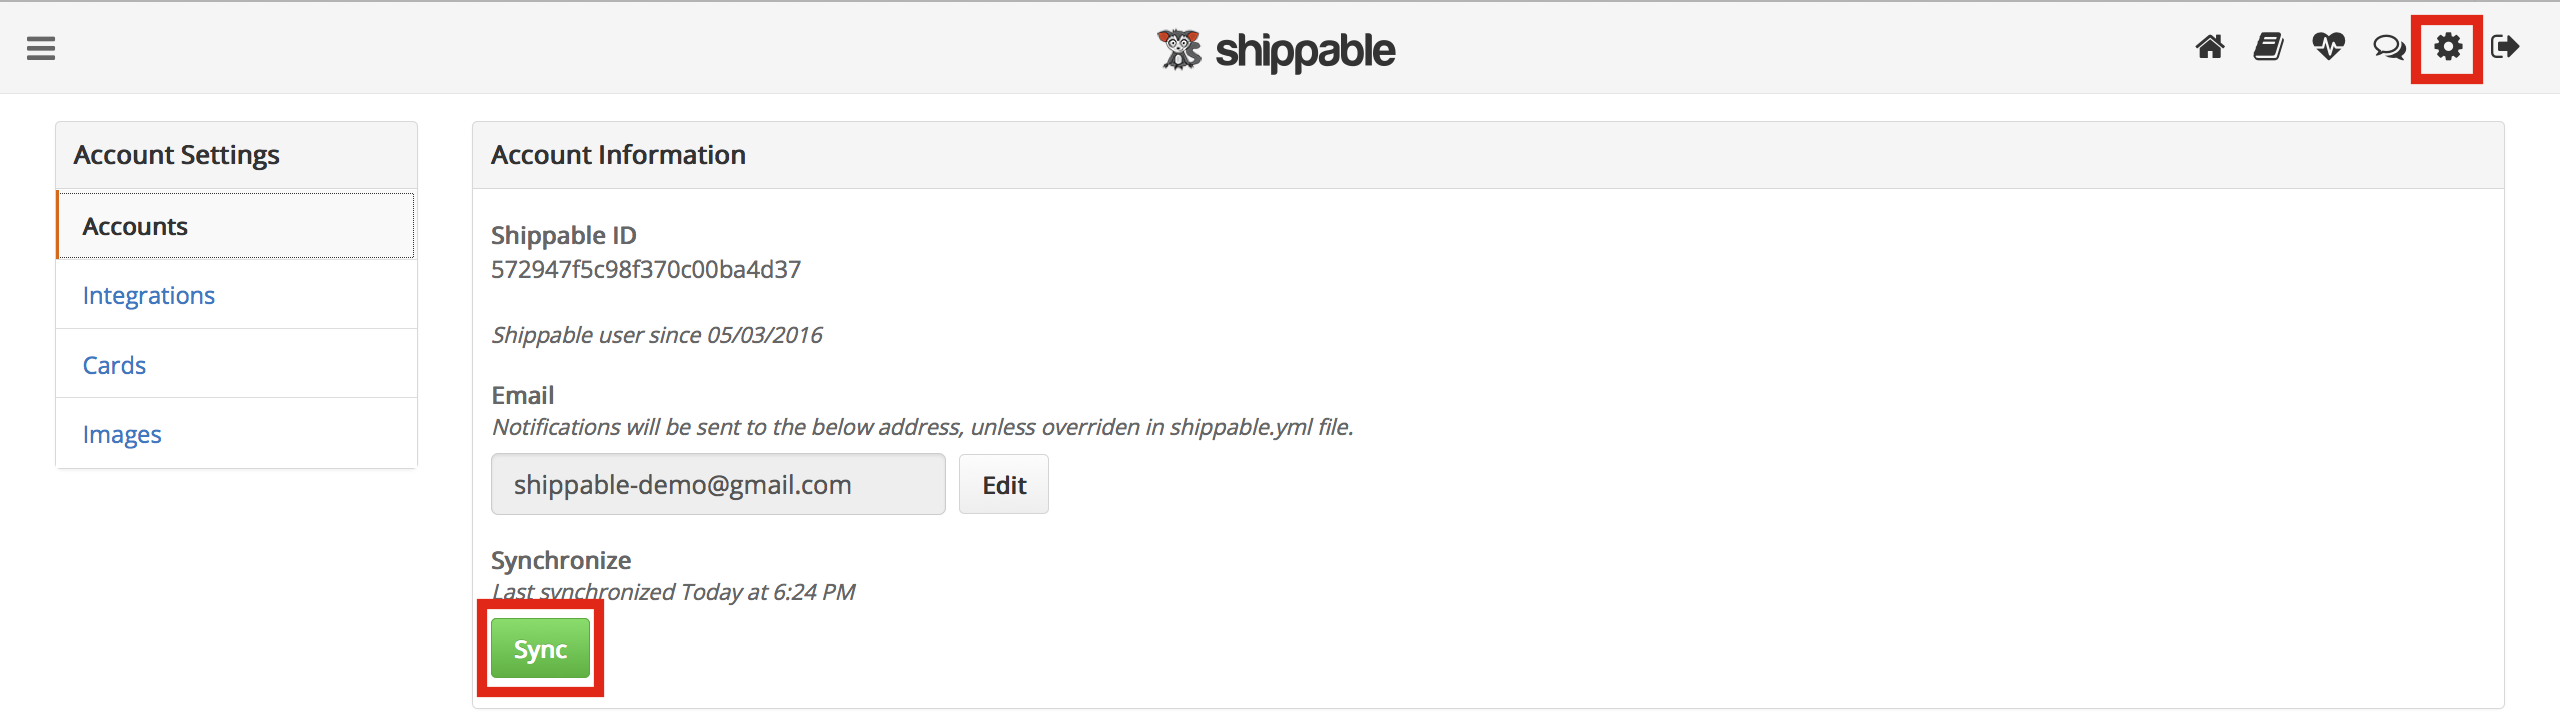 shippable
Account Settings
Accounts
Integrations
Cards
Images
Account Information
Shippable ID
572947f5c98f370c00ba4d37
Shippable user since 05/03/2016
Email
Notifications will be sent to the below address, unless overriden in shippable.yml file.
shippable-demo@gmail.com Edit
Synchronize
Last synchronized Today at 6:24 PM
Sync